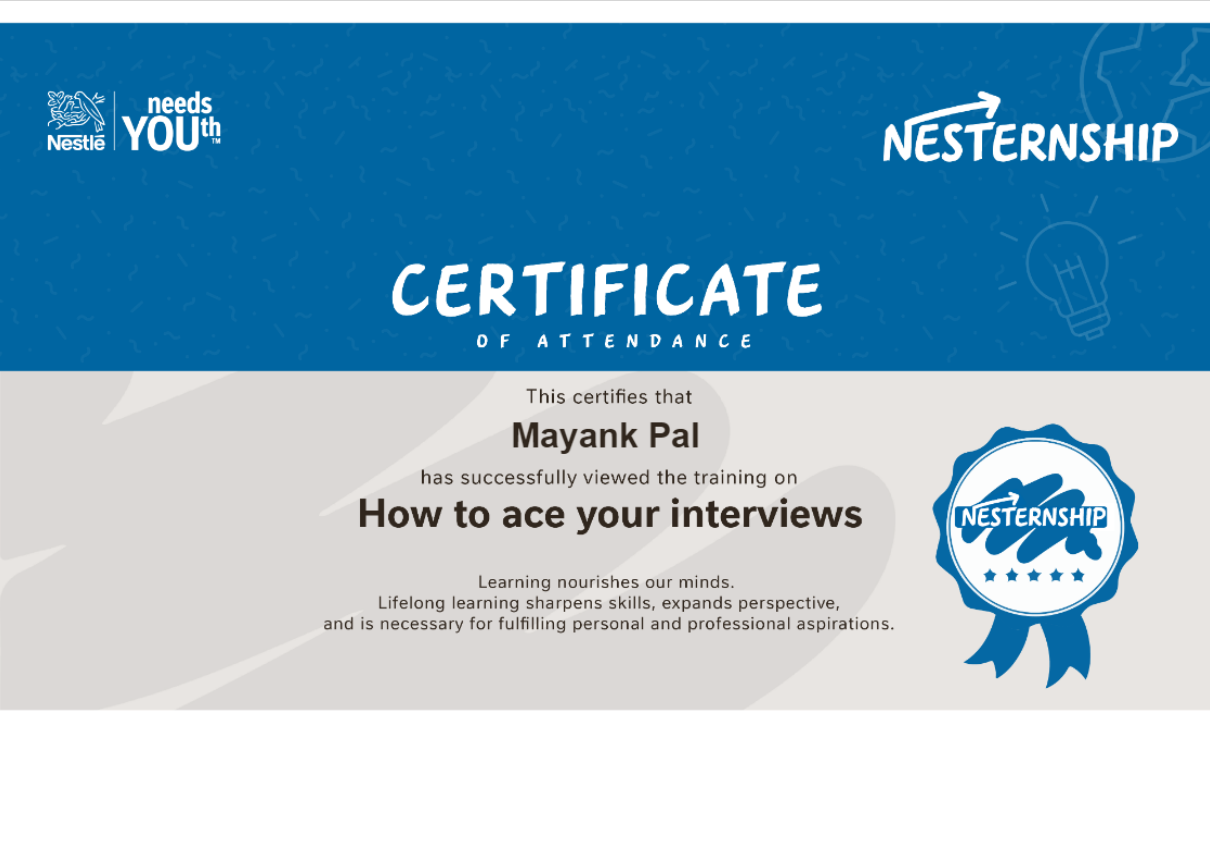 Nestlé
needs
YOUth™
NESTERNSHIP
CERTIFICATE
OF ATTENDANCE
This certifies that
Mayank Pal
has successfully viewed the training on
How to ace your interviews
NESTERNSHIP
Learning nourishes our minds.
Lifelong learning sharpens skills, expands perspective,
and is necessary for fulfilling personal and professional aspirations.